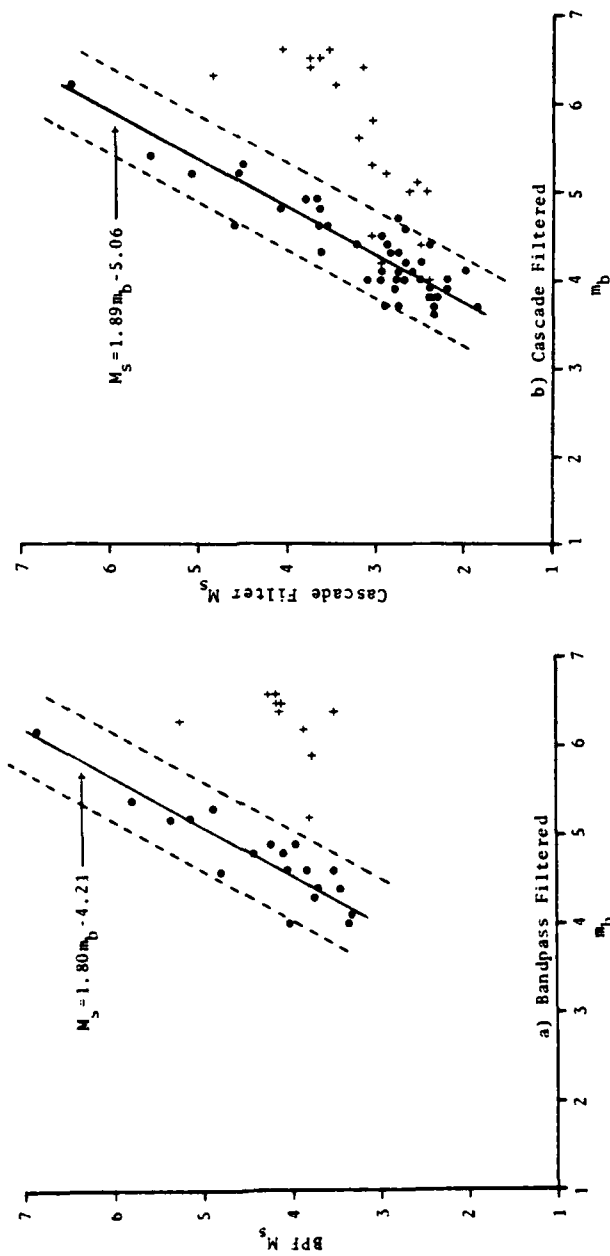 BPF M_s
7
6
5
4
3
2
1
M_s=1.80m_b-4.21
1 2 3 4 5 6 7
m_b
a) Bandpass Filtered
Cascade Filter M_s
7
6
5
4
3
2
M_s=1.89m_b-5.06
1 2 3 4 5 6 7
m_b
b) Cascade Filtered